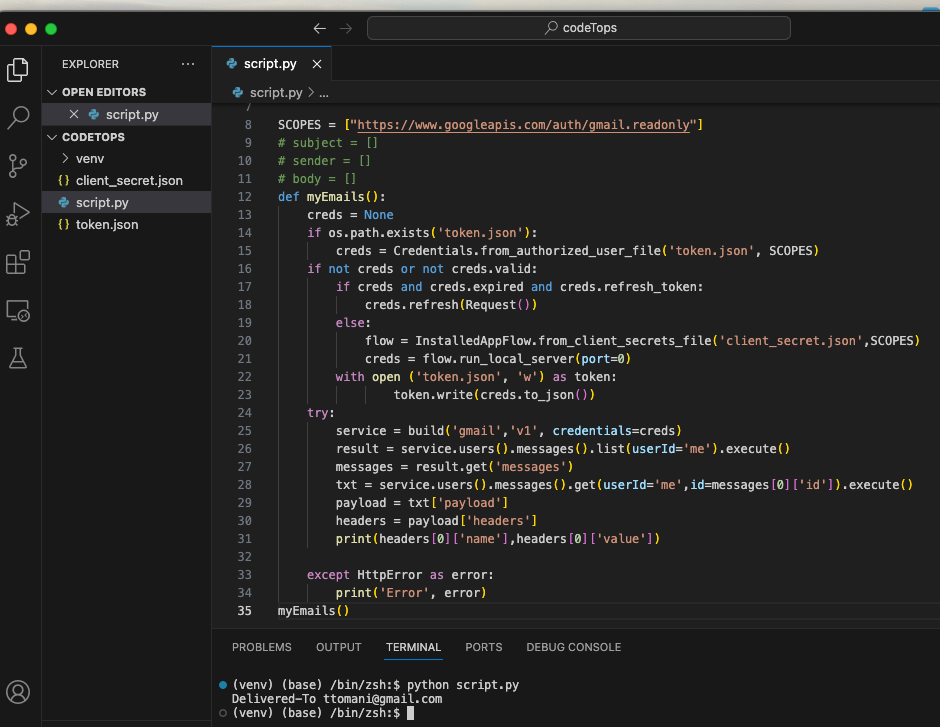 codeTops
EXPLORER
OPEN EDITORS
script.py
CODETOPS
venv
{} client_secret.json
script.py
{} token.json
script.py
script.py > ...
7
8 SCOPES = ["https://www.googleapis.com/auth/gmail.readonly"]
9 # subject = []
10 # sender = []
11 # body = []
12 def myEmails():
13     creds = None
14     if os.path.exists('token.json'):
15         creds = Credentials.from_authorized_user_file('token.json', SCOPES)
16     if not creds or not creds.valid:
17         if creds and creds.expired and creds.refresh_token:
18             creds.refresh(Request())
19         else:
20             flow = InstalledAppFlow.from_client_secrets_file('client_secret.json',SCOPES)
21             creds = flow.run_local_server(port=0)
22         with open ('token.json', 'w') as token:
23                 token.write(creds.to_json())
24     try:
25         service = build('gmail','v1', credentials=creds)
26         result = service.users().messages().list(userId='me').execute()
27         messages = result.get('messages')
28         txt = service.users().messages().get(userId='me',id=messages[0]['id']).execute()
29         payload = txt['payload']
30         headers = payload['headers']
31         print(headers[0]['name'],headers[0]['value'])
32
33     except HttpError as error:
34         print('Error', error)
35 myEmails()
PROBLEMS OUTPUT TERMINAL PORTS DEBUG CONSOLE
(venv) (base) /bin/zsh:$ python script.py
Delivered-To ttomani@gmail.com
(venv) (base) /bin/zsh:$